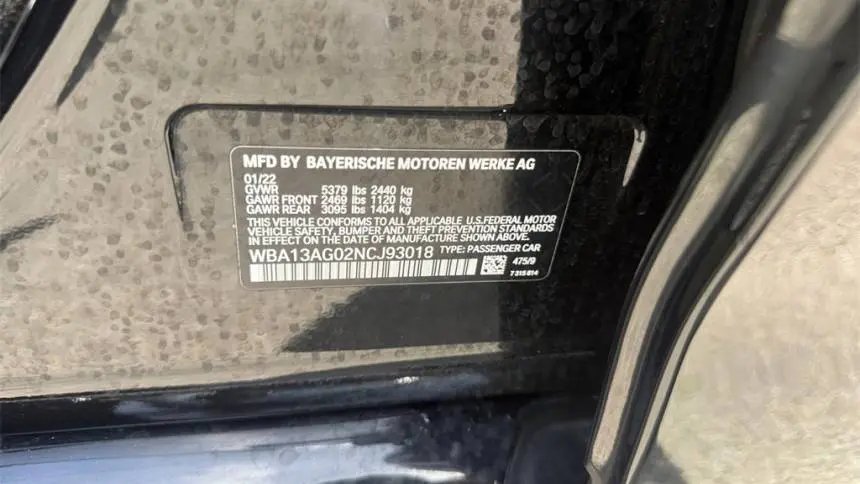 MFD BY BAYERISCHE MOTOREN WERKE AG
01/22
GVWR 5379 lbs 2440 kg
GAWR FRONT 2469 lbs 1120 kg
GAWR REAR 3095 lbs 1404 kg
THIS VEHICLE CONFORMS TO ALL APPLICABLE U.S.FEDERAL MOTOR
VEHICLE SAFETY, BUMPER AND THEFT PREVENTION STANDARDS
IN EFFECT ON THE DATE OF MANUFACTURE SHOWN ABOVE.
WBA13AG02NCJ93018 TYPE: PASSENGER CAR
475/9
7 315 614